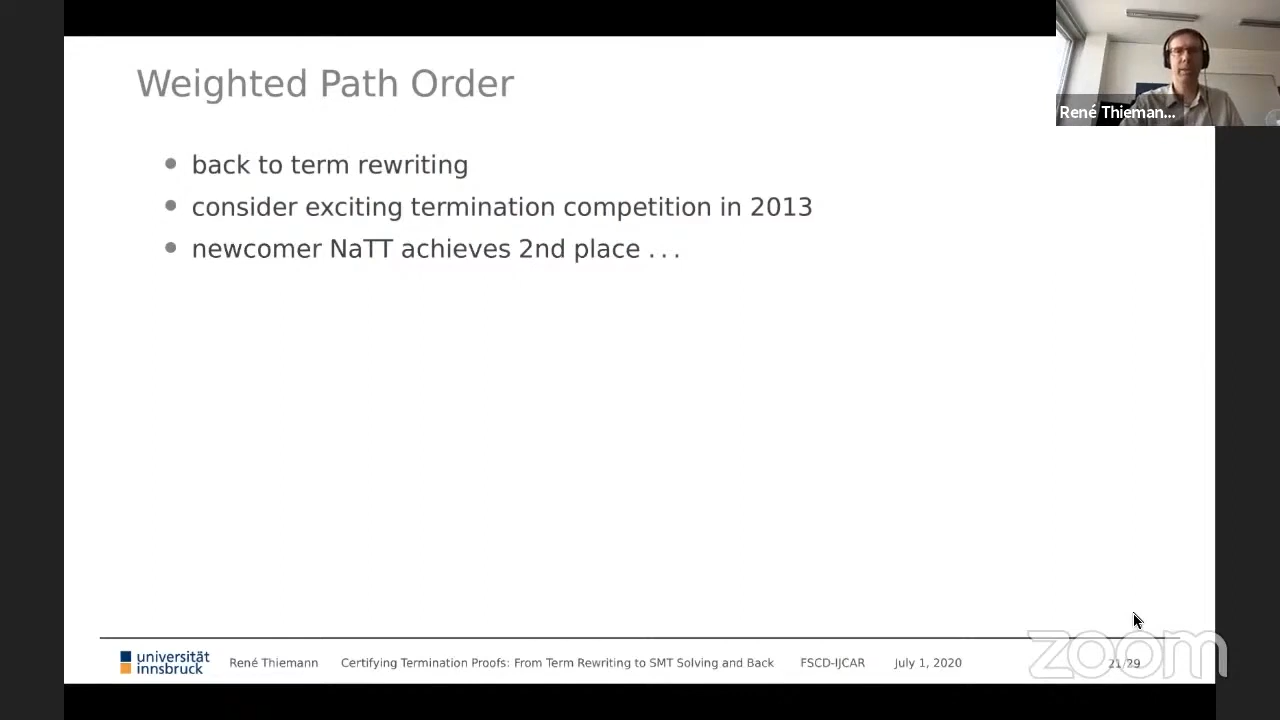 Weighted Path Order
René Thieman...
back to term rewriting
consider exciting termination competition in 2013
newcomer NaTT achieves 2nd place . . .
universität
innsbruck
René Thiemann
Certifying Termination Proofs: From Term Rewriting to SMT Solving and Back
FSCD-IJCAR
July 1, 2020
21/29
zoom